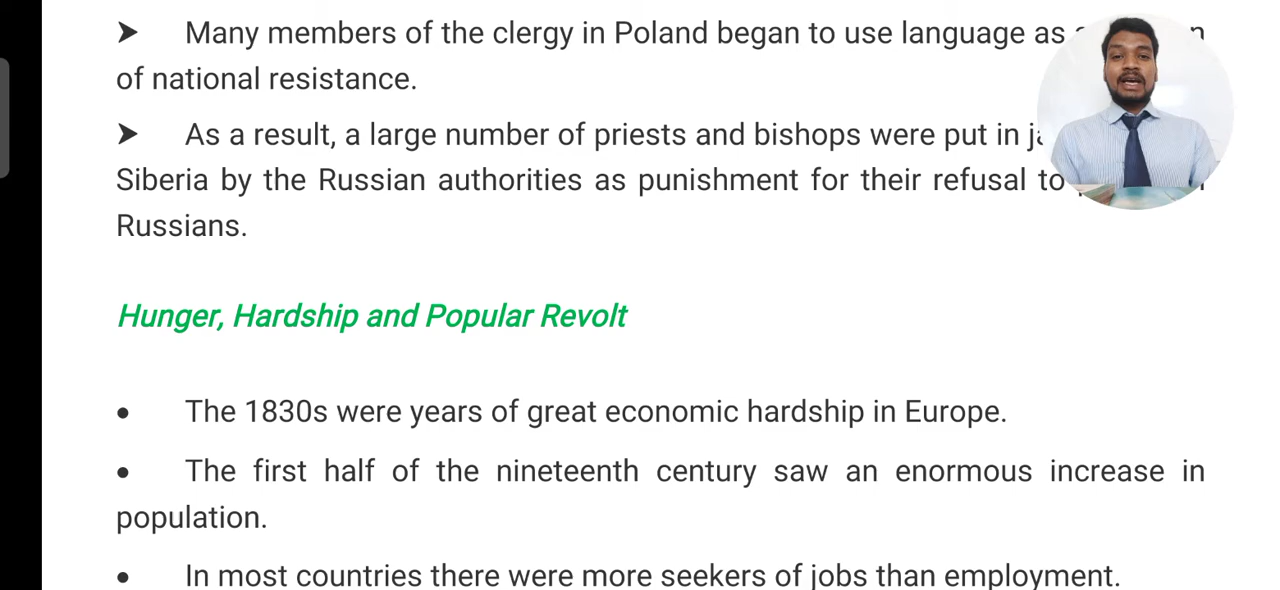 ➤ Many members of the clergy in Poland began to use language as
of national resistance.
➤ As a result, a large number of priests and bishops were put in
Siberia by the Russian authorities as punishment for their refusal to
Russians.
Hunger, Hardship and Popular Revolt
• The 1830s were years of great economic hardship in Europe.
• The first half of the nineteenth century saw an enormous increase in
population.
• In most countries there were more seekers of jobs than employment.